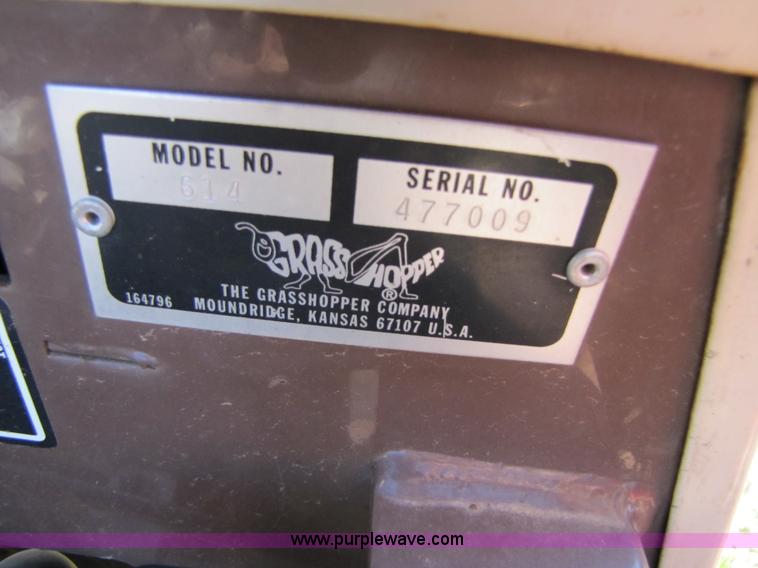 MODEL NO.
614
SERIAL NO.
477009
GRASSHOPPER®
THE GRASSHOPPER COMPANY
MOUNDRIDGE, KANSAS 67107 U.S.A.
164796
www.purplewave.com